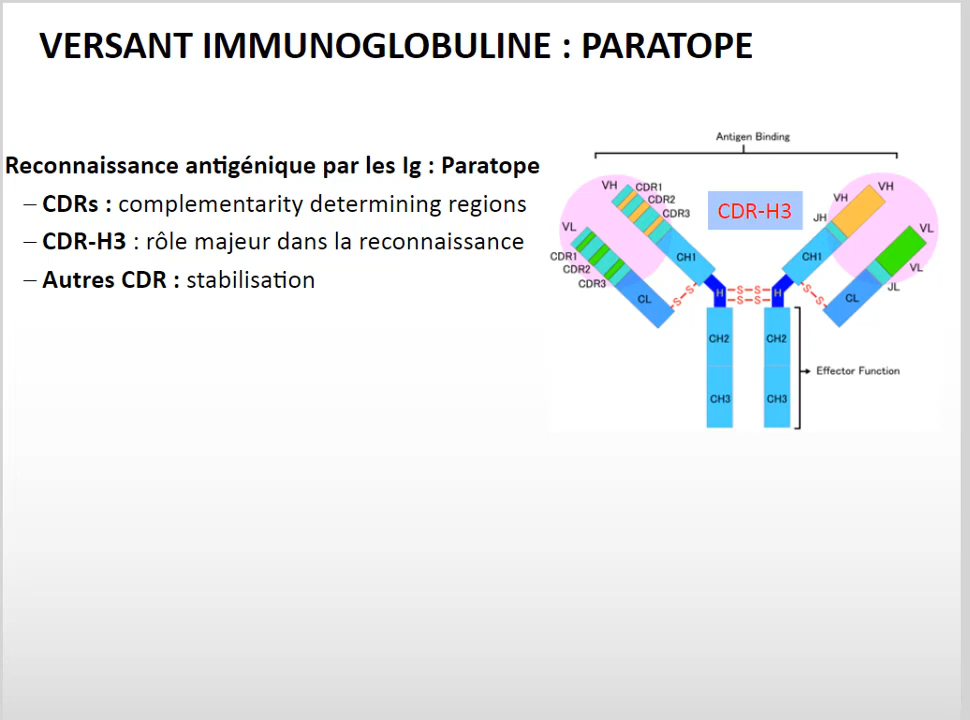 VERSANT IMMUNOGLOBULINE : PARATOPE
Reconnaissance antigénique par les Ig : Paratope
– CDRs : complementarity determining regions
– CDR-H3 : rôle majeur dans la reconnaissance
– Autres CDR : stabilisation
Antigen Binding
VH
CDR1
CDR2
CDR3
VL
CDR1
CDR2
CDR3
CH1
CL
S
S
H
S S
S S
H
CDR-H3
VH
VH
JH
CH1
VL
VL
JL
CL
S
S
CH2
CH2
CH3
CH3
Effector Function